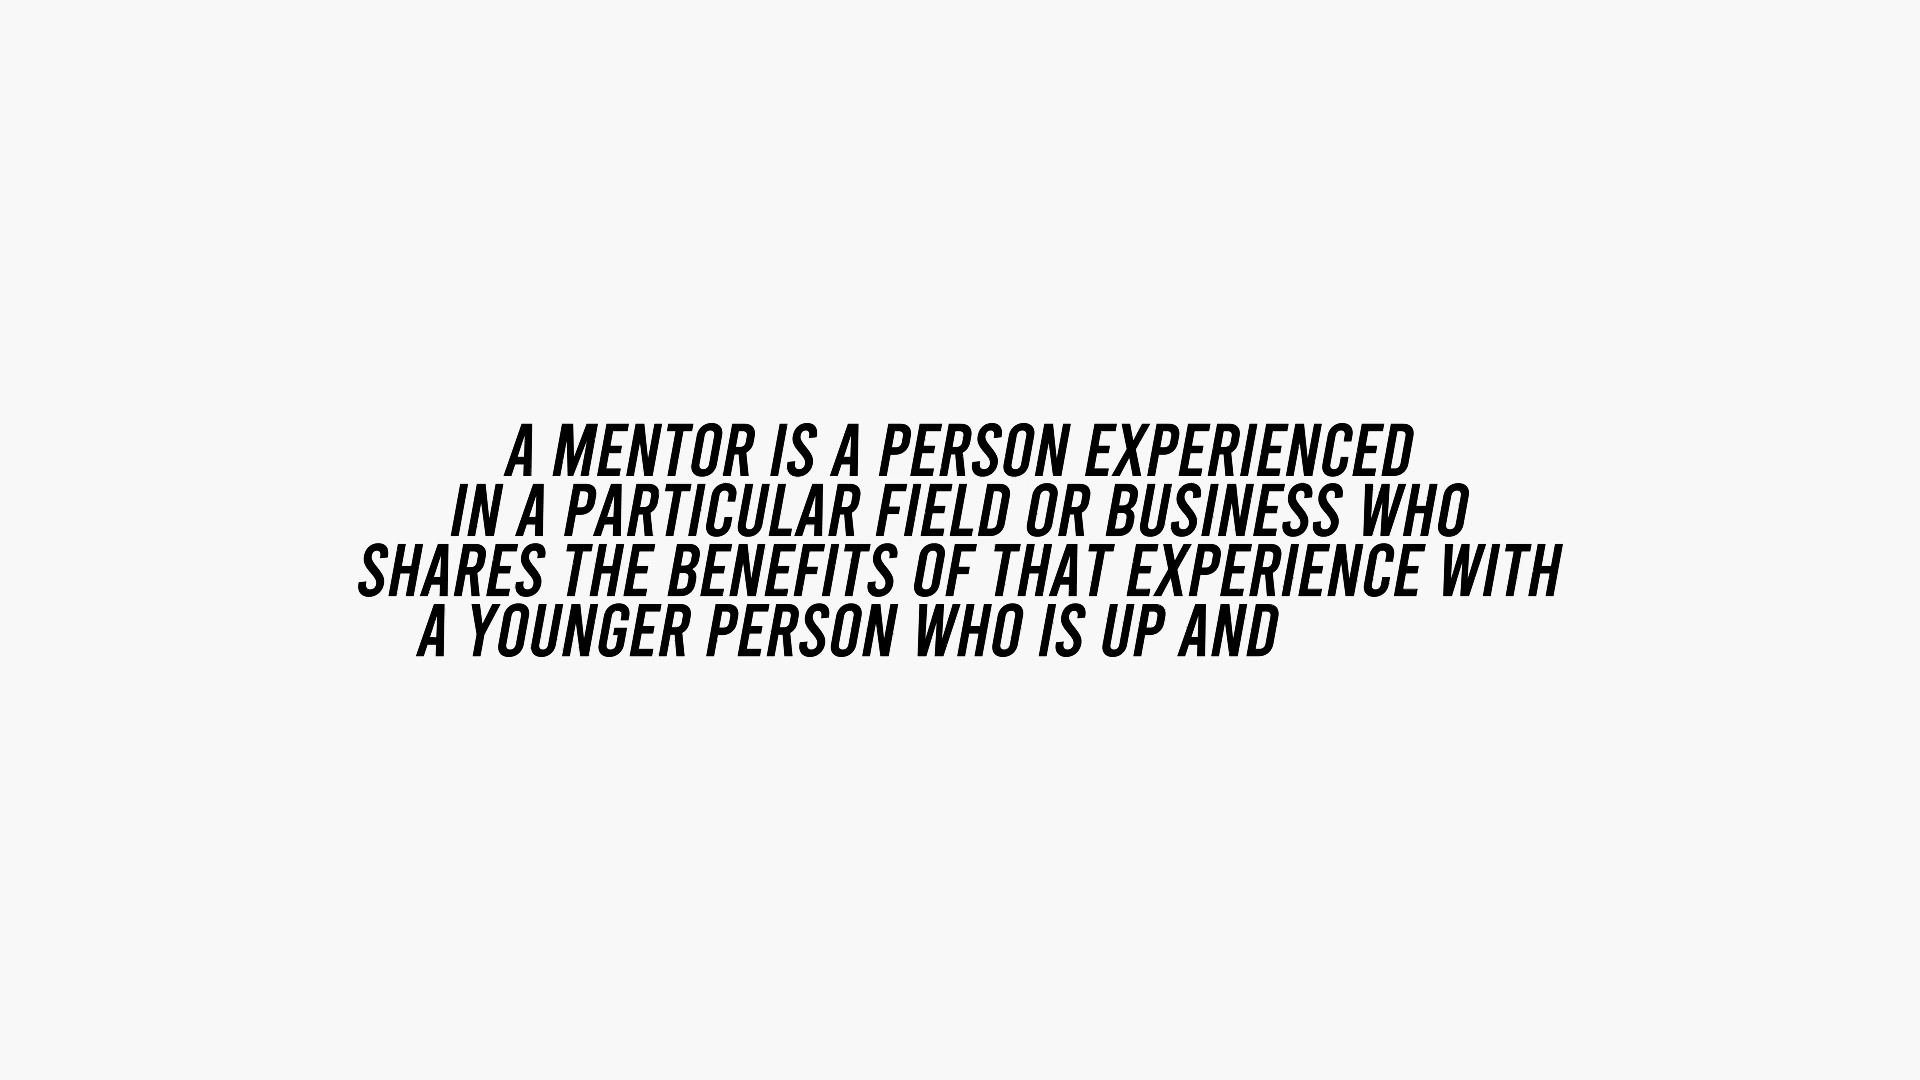 A MENTOR IS A PERSON EXPERIENCED
IN A PARTICULAR FIELD OR BUSINESS WHO
SHARES THE BENEFITS OF THAT EXPERIENCE WITH
A YOUNGER PERSON WHO IS UP AND